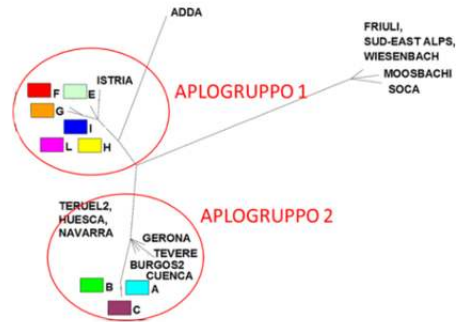 ADDA
FRIULI,
SUD-EAST ALPS,
WIESENBACH
MOOSBACHI
SOCA
ISTRIA
F
E
G
I
L
H
APLOGRUPPO 1
TERUEL2,
HUESCA,
NAVARRA
APLOGRUPPO 2
GERONA
TEVERE
BURGOS2
CUENCA
B
A
C